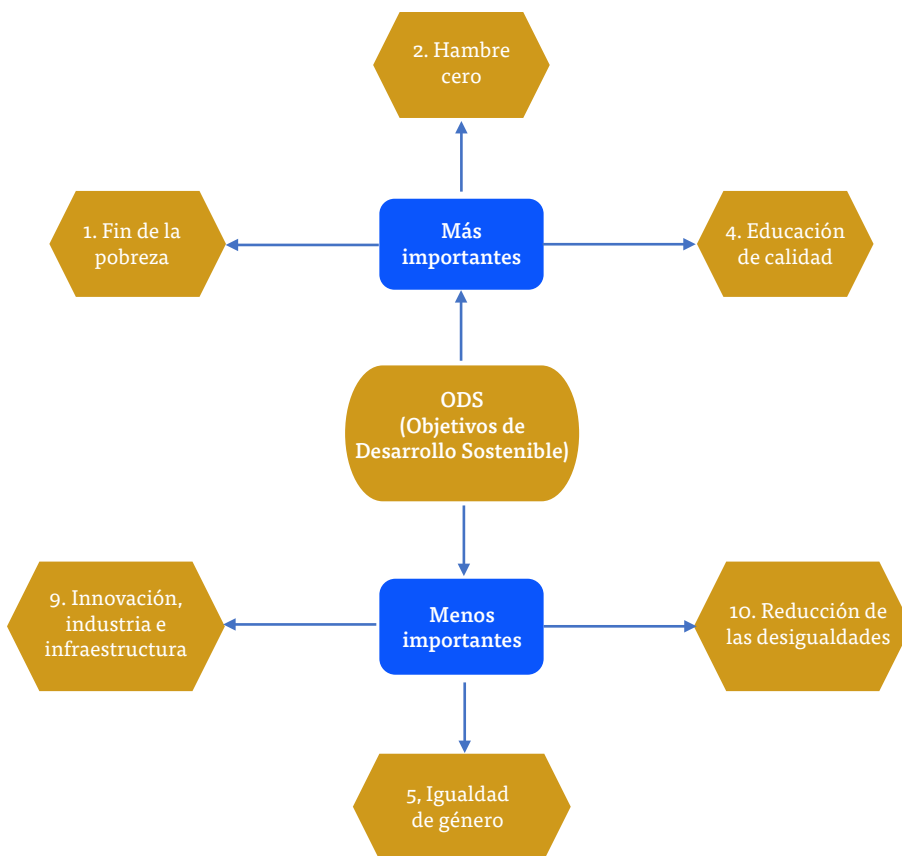 2. Hambre
cero
1. Fin de la
pobreza
Más
importantes
4. Educación
de calidad
ODS
(Objetivos de
Desarrollo Sostenible)
9. Innovación,
industria e
infraestructura
Menos
importantes
10. Reducción de
las desigualdades
5, Igualdad
de género